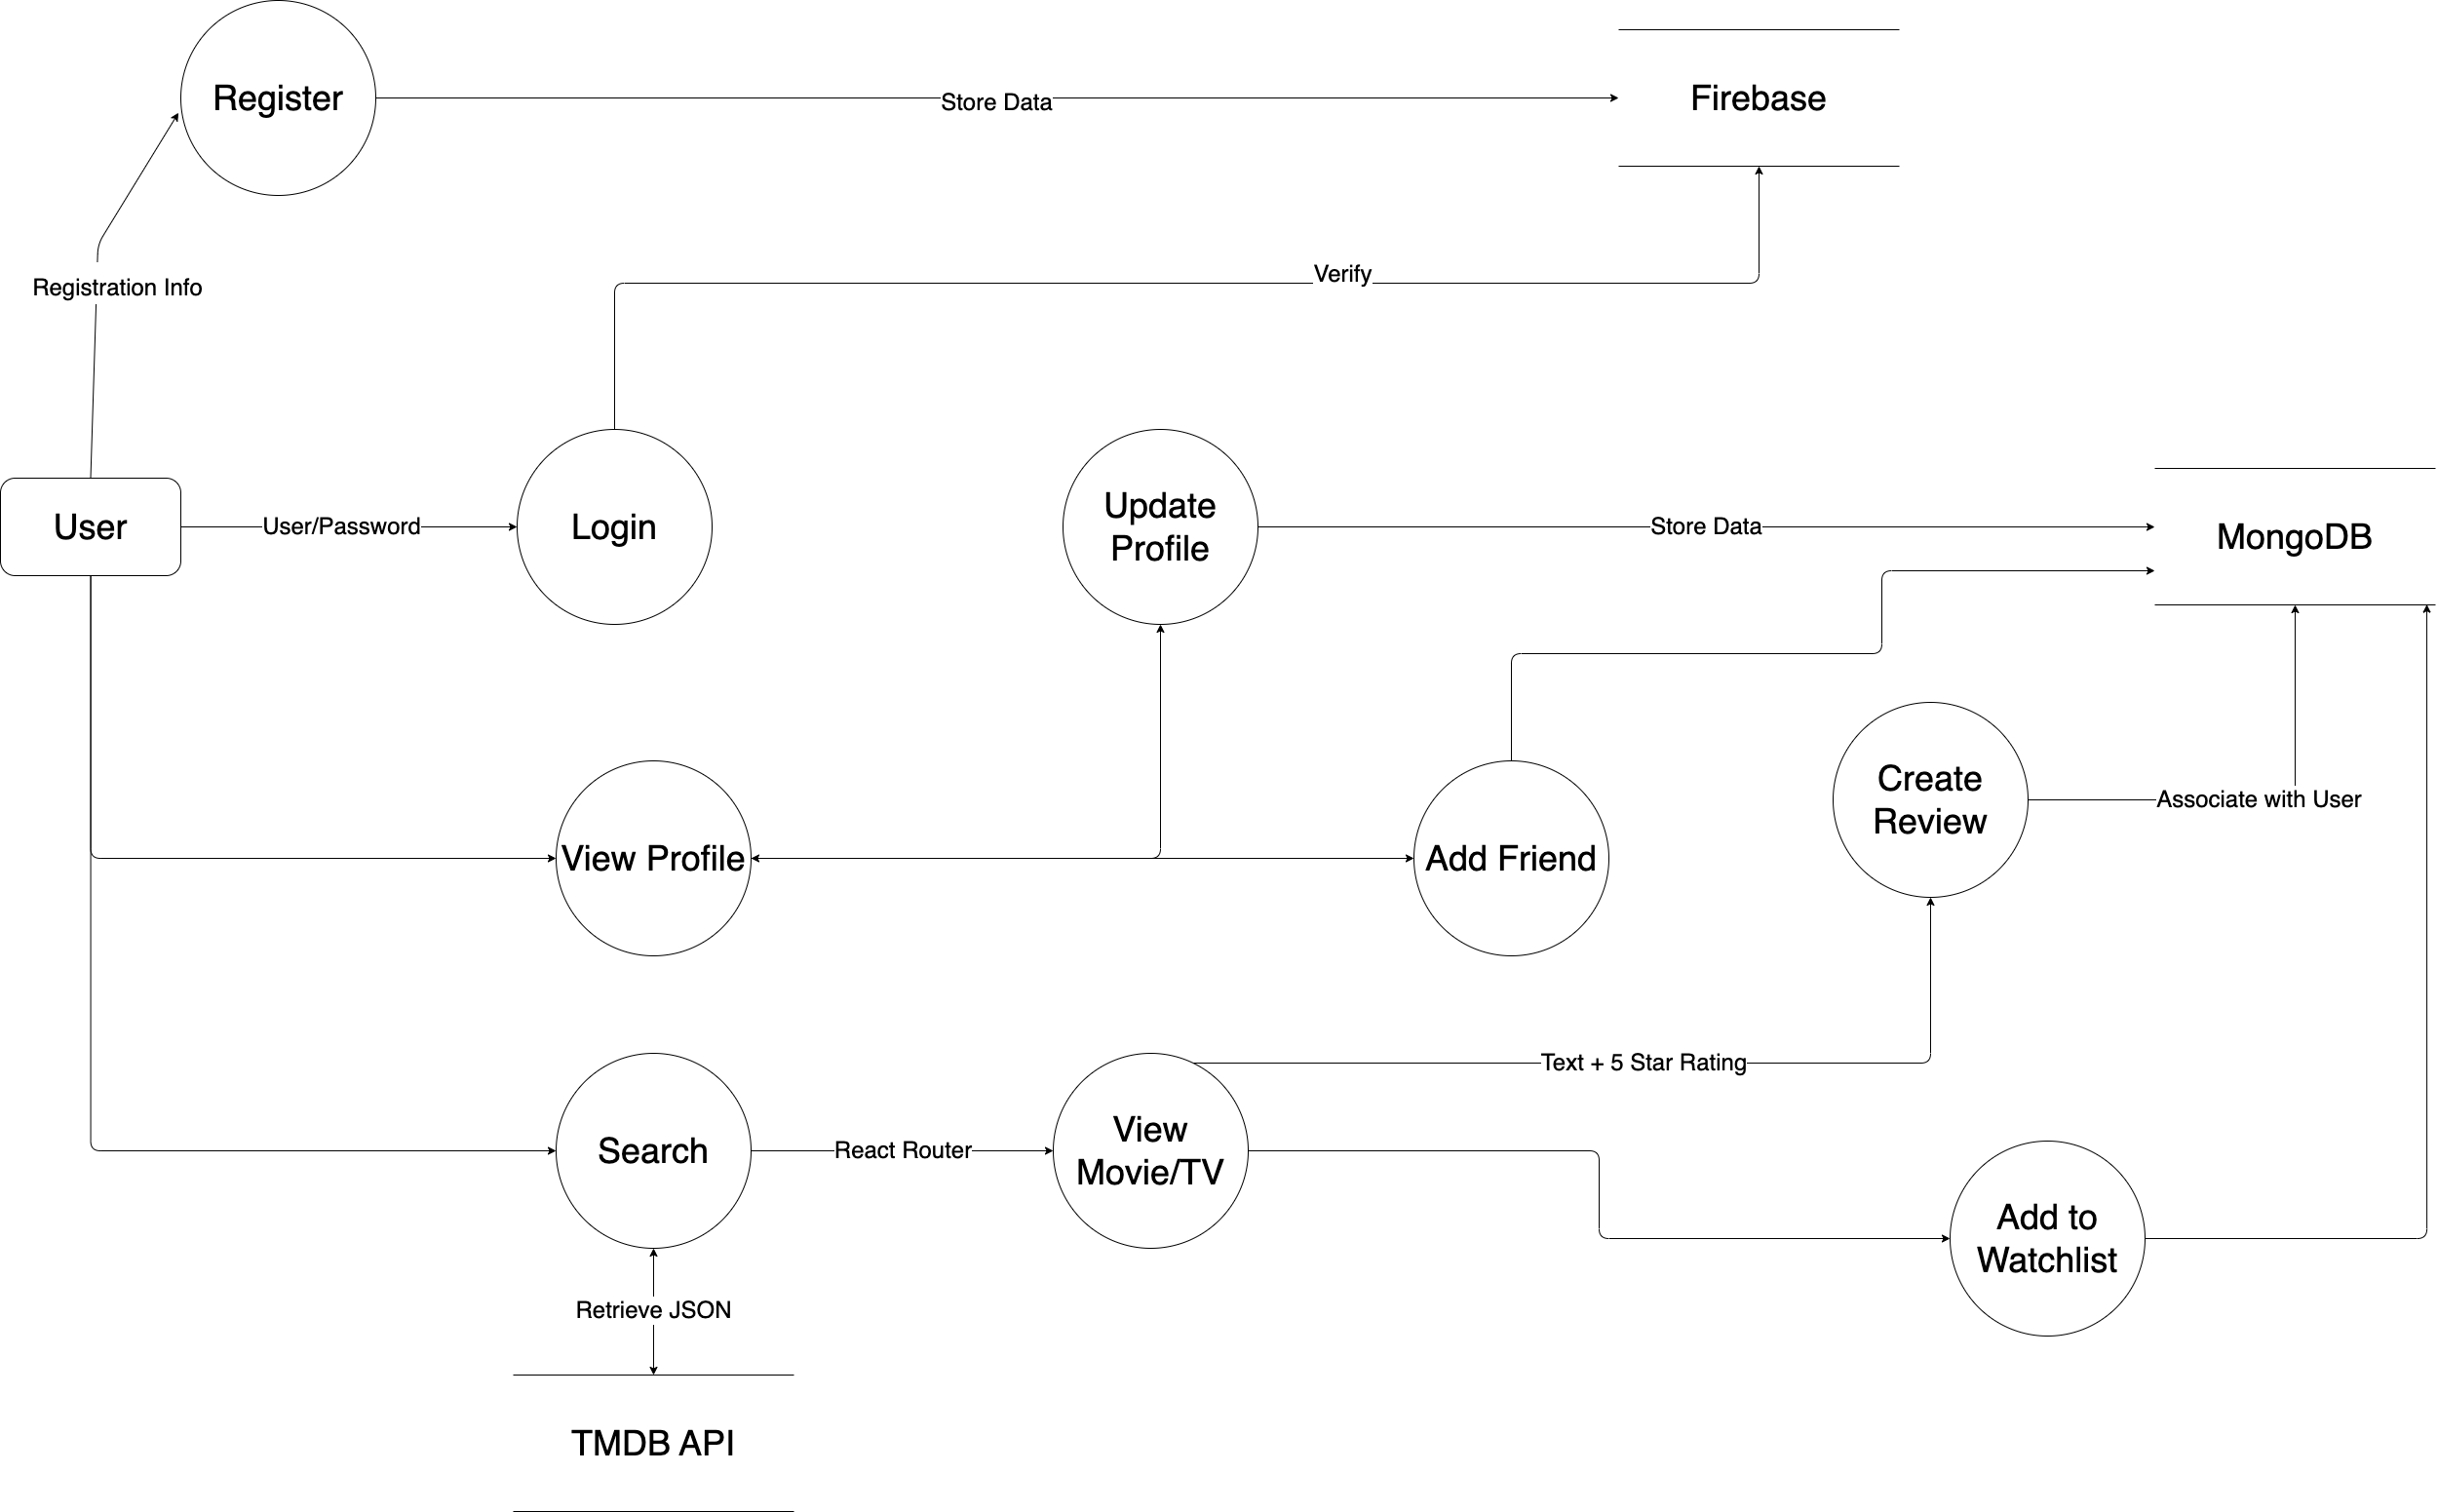 Register
Store Data
Firebase
Verify
Registration Info
User
User/Password
Login
Update
Profile
Store Data
MongoDB
View Profile
Add Friend
Create
Review
Associate with User
Text + 5 Star Rating
Search
React Router
View
Movie/TV
Add to
Watchlist
Retrieve JSON
TMDB API